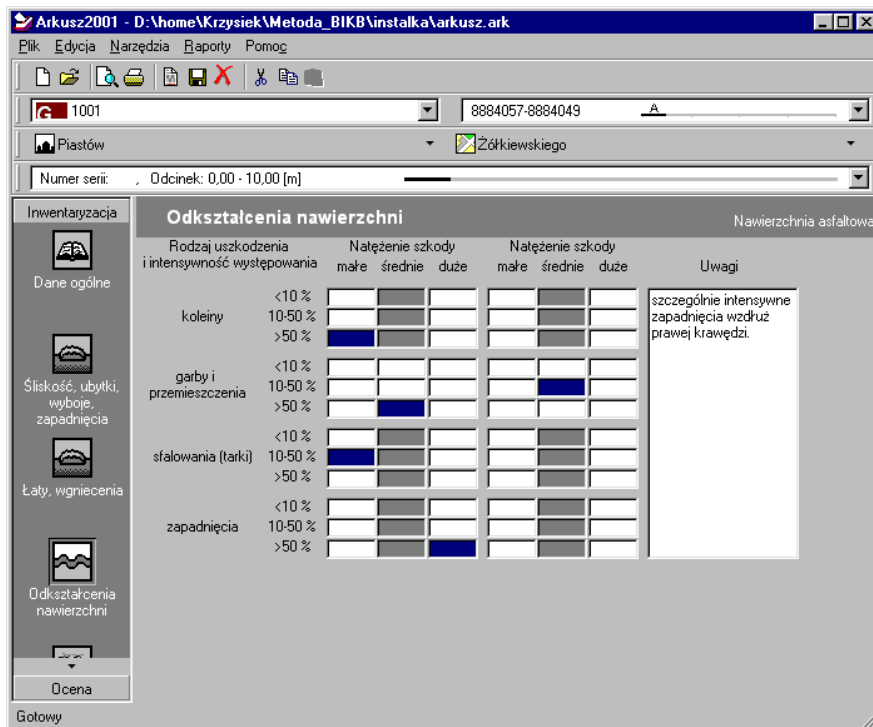 Arkusz2001 - D:\home\Krzysiek\Metoda_BIKB\instalka\arkusz.ark
Plik Edycja Narzędzia Raporty Pomoc
G 1001
8884057-8884049 A
Piastów
Żółkiewskiego
Numer serii: , Odcinek: 0,00 - 10,00 [m]
Inwentaryzacja
Dane ogólne
Śliskość, ubytki,
wyboje,
zapadnięcia
Łaty, wgniecenia
Odkształcenia
nawierzchni
Ocena
Odkształcenia nawierzchni
Nawierzchnia asfaltowa
Rodzaj uszkodzenia
i intensywność występowania
Natężenie szkody
małe średnie duże
Natężenie szkody
małe średnie duże
Uwagi
koleiny
<10 %
10-50 %
>50 %
garby i
przemieszczenia
<10 %
10-50 %
>50 %
sfalowania (tarki)
<10 %
10-50 %
>50 %
zapadnięcia
<10 %
10-50 %
>50 %
szczególnie intensywne
zapadnięcia wzdłuż
prawej krawędzi.
Gotowy